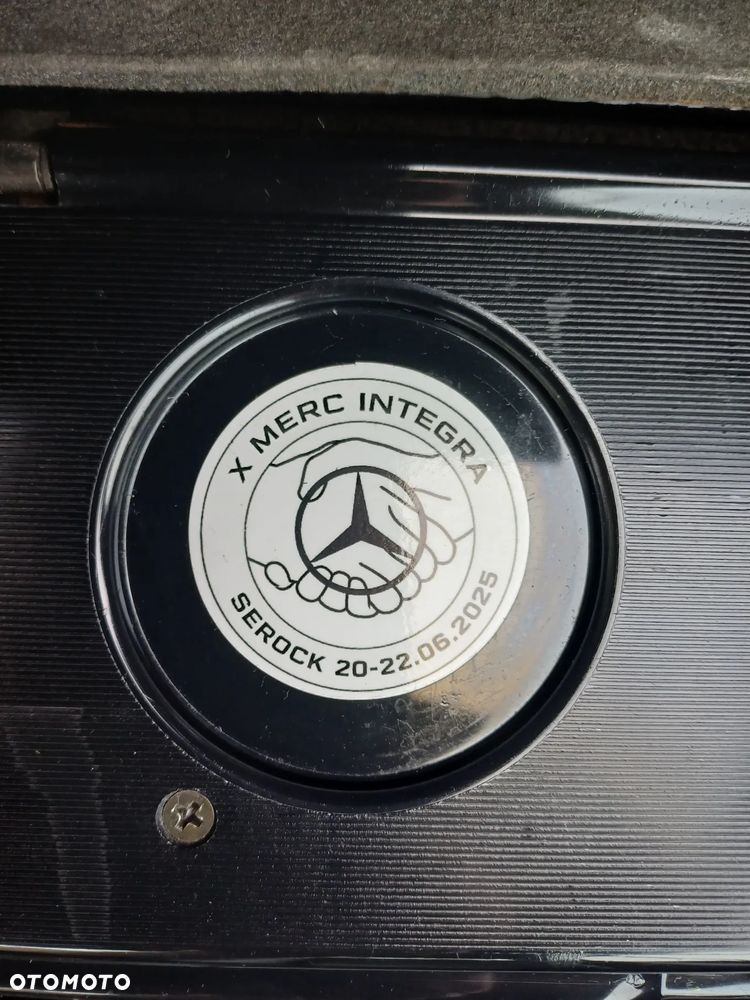 X MERC INTEGRA
SEROCK 20-22.06.2025
OTOMOTO